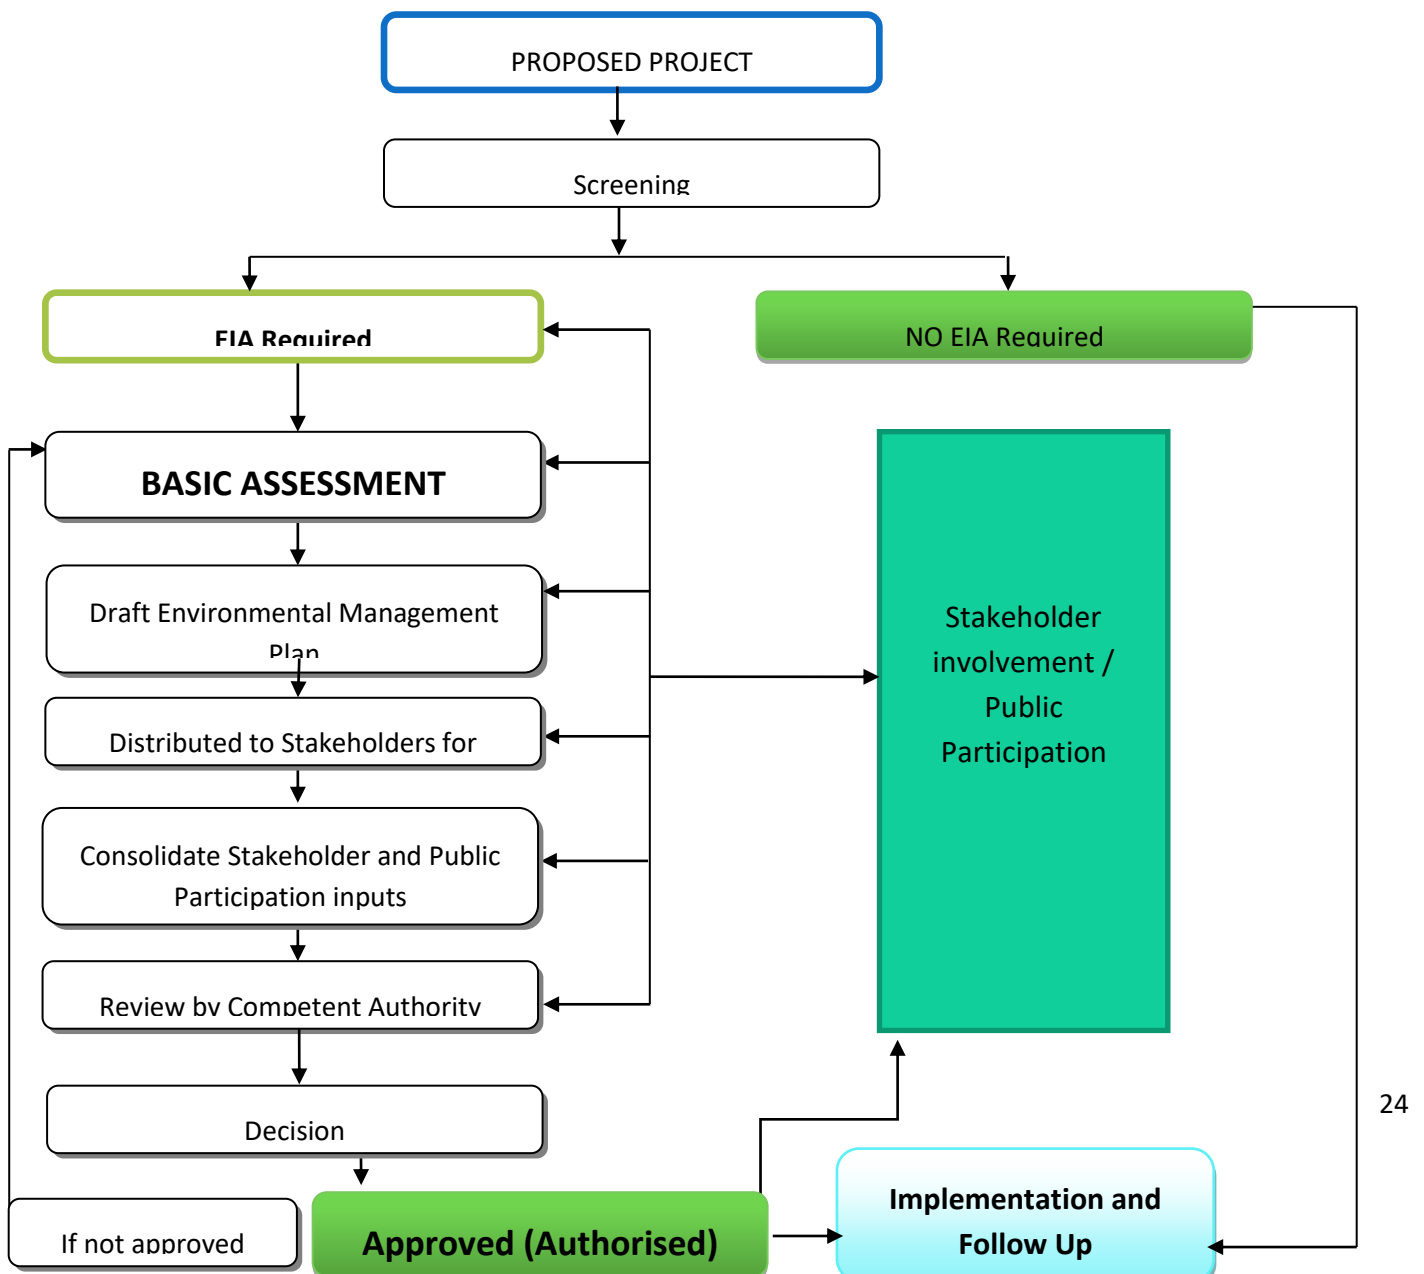 PROPOSED PROJECT
Screening
EIA Required
NO EIA Required
BASIC ASSESSMENT
Draft Environmental Management
Plan
Distributed to Stakeholders for
Consolidate Stakeholder and Public
Participation inputs
Review by Competent Authority
Decision
If not approved
Approved (Authorised)
Stakeholder
involvement /
Public
Participation
Implementation and
Follow Up
24